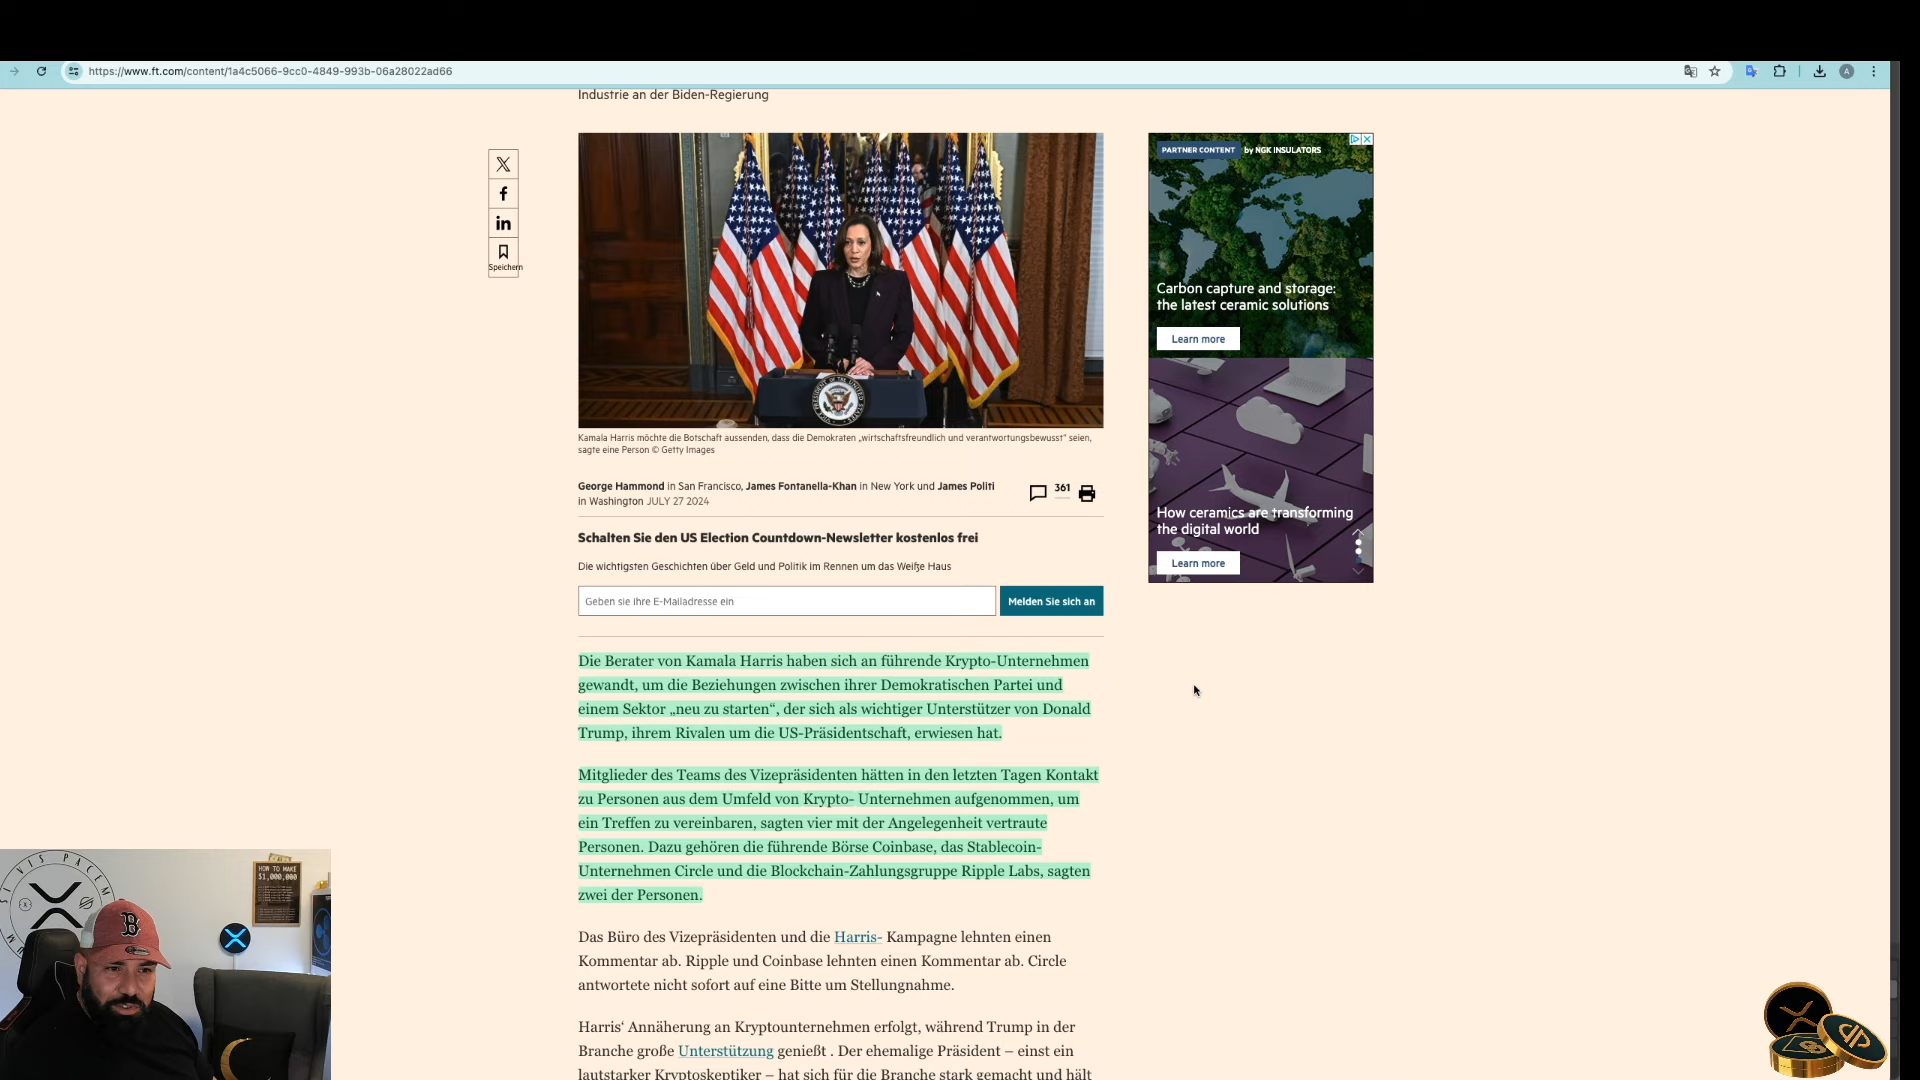 https://www.ft.com/content/1a4c5066-9cc0-4849-993b-06a28022ad66
A
Industrie an der Biden-Regierung
Speichern
Kamala Harris möchte die Botschaft aussenden, dass die Demokraten „wirtschaftsfreundlich und verantwortungsbewusst“ seien,
sagte eine Person © Getty Images
George Hammond in San Francisco, James Fontanella-Khan in New York und James Politi
in Washington JULY 27 2024
361
Schalten Sie den US Election Countdown-Newsletter kostenlos frei
Die wichtigsten Geschichten über Geld und Politik im Rennen um das Weiße Haus
Geben sie ihre E-Mailadresse ein
Melden Sie sich an
Die Berater von Kamala Harris haben sich an führende Krypto-Unternehmen
gewandt, um die Beziehungen zwischen ihrer Demokratischen Partei und
einem Sektor „neu zu starten“, der sich als wichtiger Unterstützer von Donald
Trump, ihrem Rivalen um die US-Präsidentschaft, erwiesen hat.
Mitglieder des Teams des Vizepräsidenten hätten in den letzten Tagen Kontakt
zu Personen aus dem Umfeld von Krypto- Unternehmen aufgenommen, um
ein Treffen zu vereinbaren, sagten vier mit der Angelegenheit vertraute
Personen. Dazu gehören die führende Börse Coinbase, das Stablecoin-
Unternehmen Circle und die Blockchain-Zahlungsgruppe Ripple Labs, sagten
zwei der Personen.
Das Büro des Vizepräsidenten und die Harris- Kampagne lehnten einen
Kommentar ab. Ripple und Coinbase lehnten einen Kommentar ab. Circle
antwortete nicht sofort auf eine Bitte um Stellungnahme.
Harris‘ Annäherung an Kryptounternehmen erfolgt, während Trump in der
Branche große Unterstützung genießt . Der ehemalige Präsident – einst ein
lautstarker Kryptoskeptiker – hat sich für die Branche stark gemacht und hält
PARTNER CONTENT by NGK INSULATORS
Carbon capture and storage:
the latest ceramic solutions
Learn more
How ceramics are transforming
the digital world
Learn more
VIS PACEM
HOW TO MAKE
$1,000,000
B